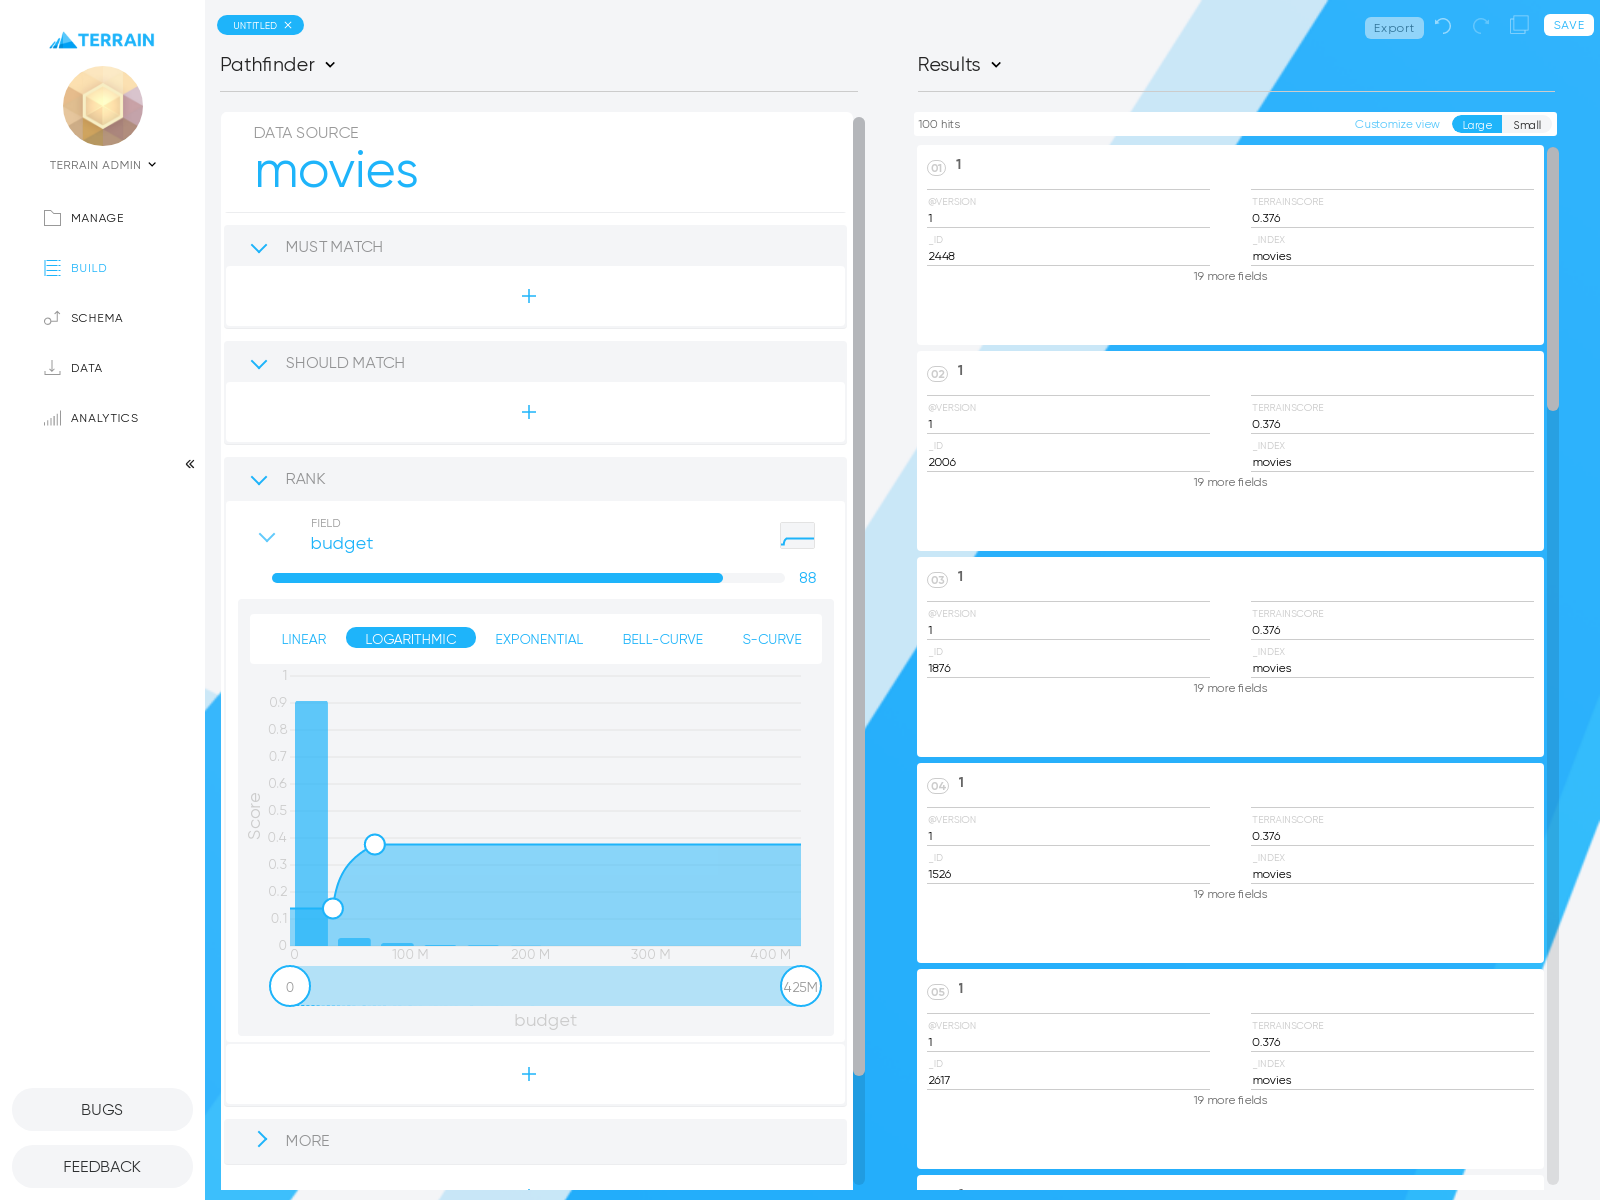 TERRAIN
TERRAIN ADMIN
MANAGE
BUILD
SCHEMA
DATA
ANALYTICS
BUGS
FEEDBACK
UNTITLED
Pathfinder
DATA SOURCE
movies
MUST MATCH
+
SHOULD MATCH
+
RANK
FIELD
budget
88
LINEAR LOGARITHMIC EXPONENTIAL BELL-CURVE S-CURVE
Score
1
0.9
0.8
0.7
0.6
0.5
0.4
0.3
0.2
0.1
0
0 100 M 200 M 300 M 400 M
0 425M
budget
+
MORE
Export SAVE
Results
100 hits Customize view Large Small
01 1
@VERSION TERRAINSCORE
1 0.376
_ID _INDEX
2448 movies
19 more fields
02 1
@VERSION TERRAINSCORE
1 0.376
_ID _INDEX
2006 movies
19 more fields
03 1
@VERSION TERRAINSCORE
1 0.376
_ID _INDEX
1876 movies
19 more fields
04 1
@VERSION TERRAINSCORE
1 0.376
_ID _INDEX
1526 movies
19 more fields
05 1
@VERSION TERRAINSCORE
1 0.376
_ID _INDEX
2617 movies
19 more fields